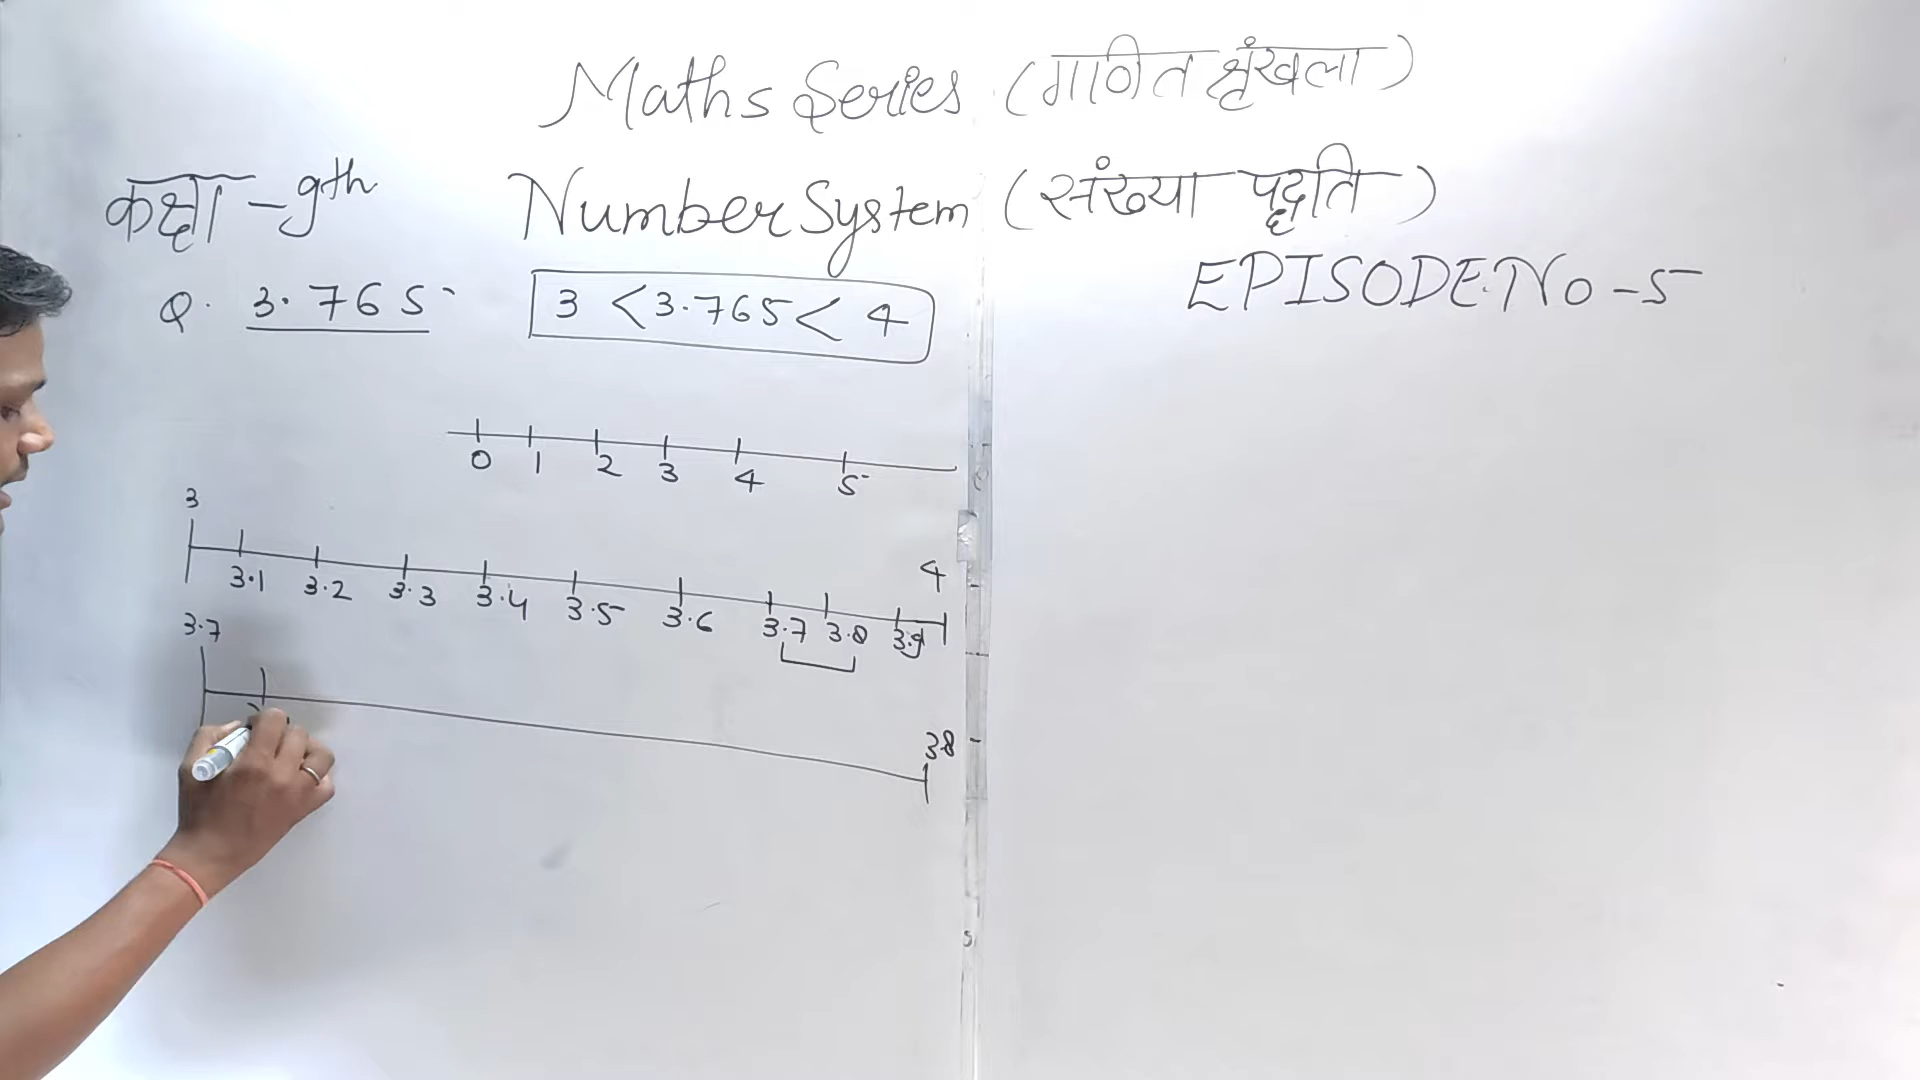 Maths Series (गणित श्रृंखला)
कक्षा - 9th Number System (संख्या पद्धति)
EPISODE.No - 5
Q. 3.765 3 < 3.765 < 4
0 1 2 3 4 5
3 4
3.1 3.2 3.3 3.4 3.5 3.6 3.7 3.8 3.9
3.7 3.8